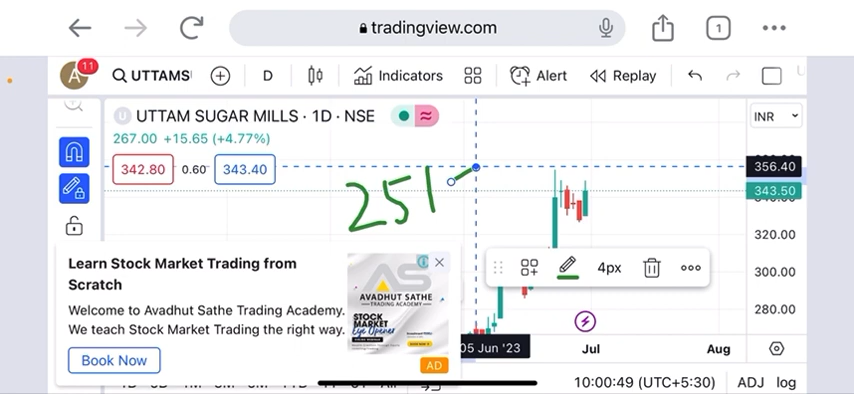 tradingview.com
1
A 11 UTTAMS D Indicators Alert Replay
U UTTAM SUGAR MILLS · 1D · NSE
INR
267.00 +15.65 (+4.77%)
342.80 0.60 343.40
356.40
343.50
251
320.00
300.00
280.00
4px
Learn Stock Market Trading from
Scratch
Welcome to Avadhut Sathe Trading Academy.
We teach Stock Market Trading the right way.
Book Now
AS
AVADHUT SATHE
TRADING ACADEMY
STOCK
MARKET
Eye Opener
AD
05 Jun '23 Jul Aug
10:00:49 (UTC+5:30) ADJ log